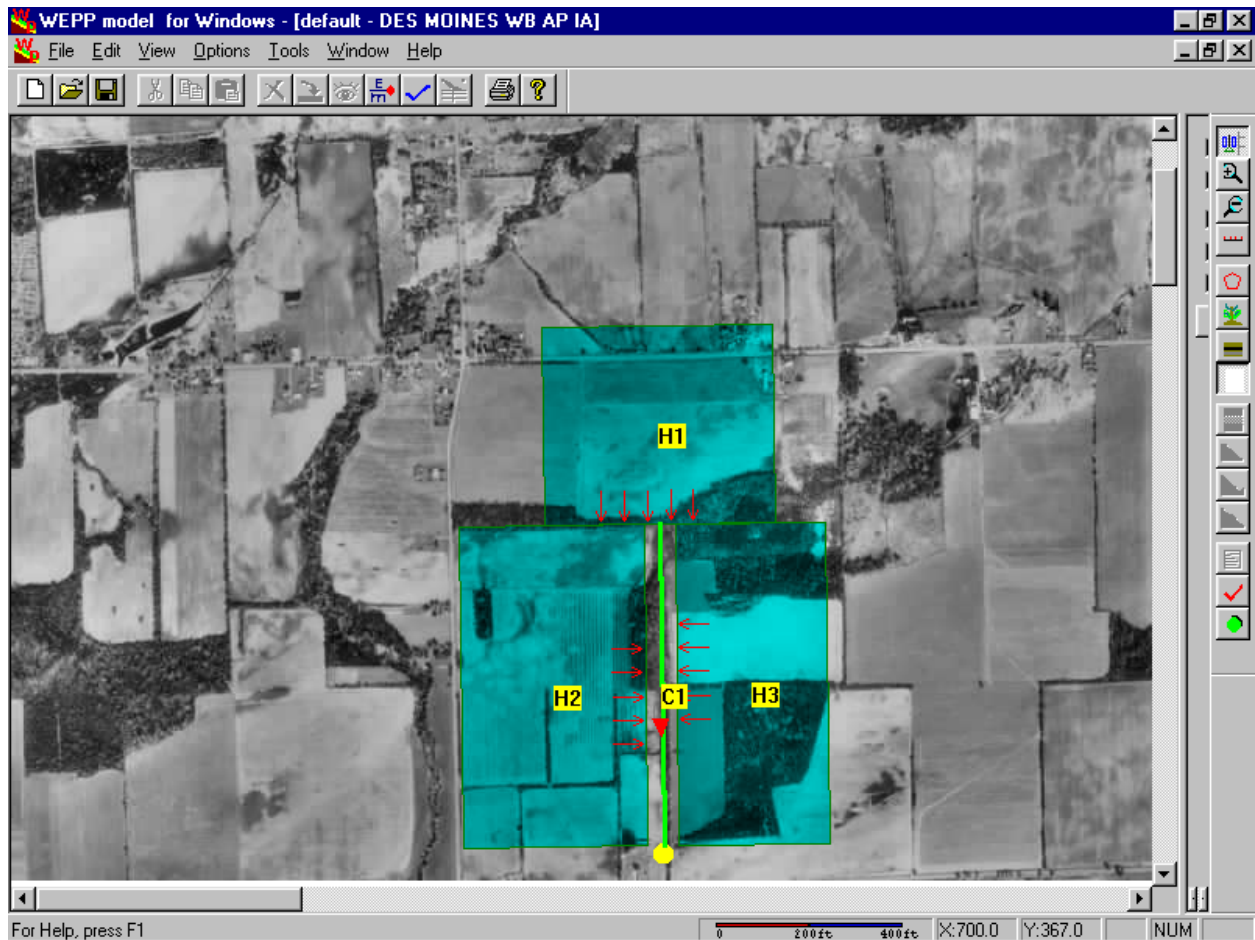 WEPP model for Windows - [default - DES MOINES WB AP IA]
File Edit View Options Tools Window Help
H1
H2 C1 H3
0 200ft 400ft
For Help, press F1 X:700.0 Y:367.0 NUM